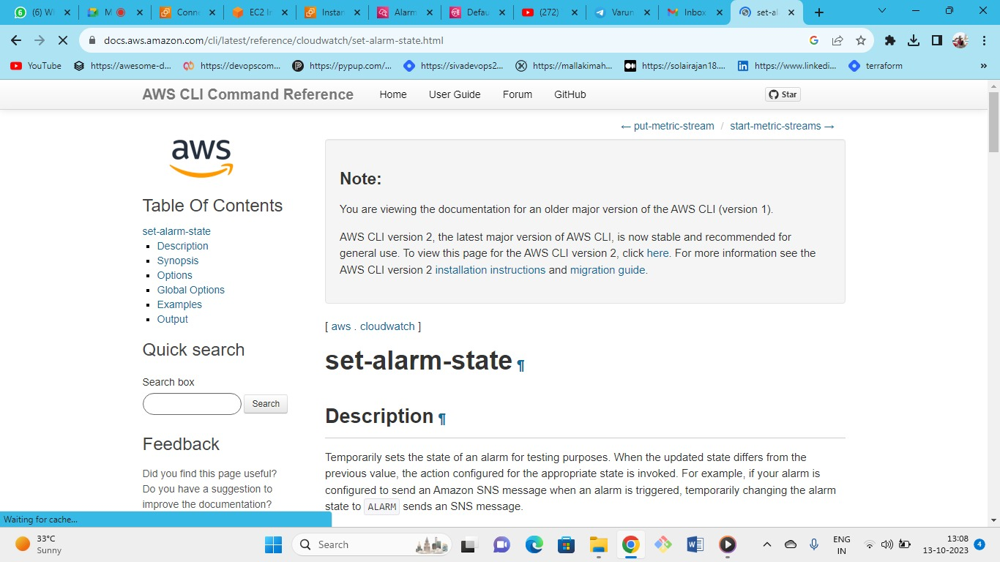 (6) W
M
Conne
EC2 In
Instan
Alarm
Defau
(272)
Varun
Inbox
set-al
docs.aws.amazon.com/cli/latest/reference/cloudwatch/set-alarm-state.html
YouTube
https://awesome-d...
https://devopscom...
https://pypup.com/...
https://sivadevops2...
https://mallakimah...
https://solairajan18....
https://www.linkedi...
terraform
»
AWS CLI Command Reference
Home
User Guide
Forum
GitHub
Star
← put-metric-stream / start-metric-streams →
aws
Table Of Contents
set-alarm-state
Description
Synopsis
Options
Global Options
Examples
Output
Quick search
Search box
Search
Feedback
Did you find this page useful?
Do you have a suggestion to
improve the documentation?
Note:
You are viewing the documentation for an older major version of the AWS CLI (version 1).
AWS CLI version 2, the latest major version of AWS CLI, is now stable and recommended for
general use. To view this page for the AWS CLI version 2, click here. For more information see the
AWS CLI version 2 installation instructions and migration guide.
[ aws . cloudwatch ]
set-alarm-state ¶
Description ¶
Temporarily sets the state of an alarm for testing purposes. When the updated state differs from the
previous value, the action configured for the appropriate state is invoked. For example, if your alarm is
configured to send an Amazon SNS message when an alarm is triggered, temporarily changing the alarm
state to ALARM sends an SNS message.
Waiting for cache...
33°C
Sunny
Search
ENG
IN
13:08
13-10-2023
4